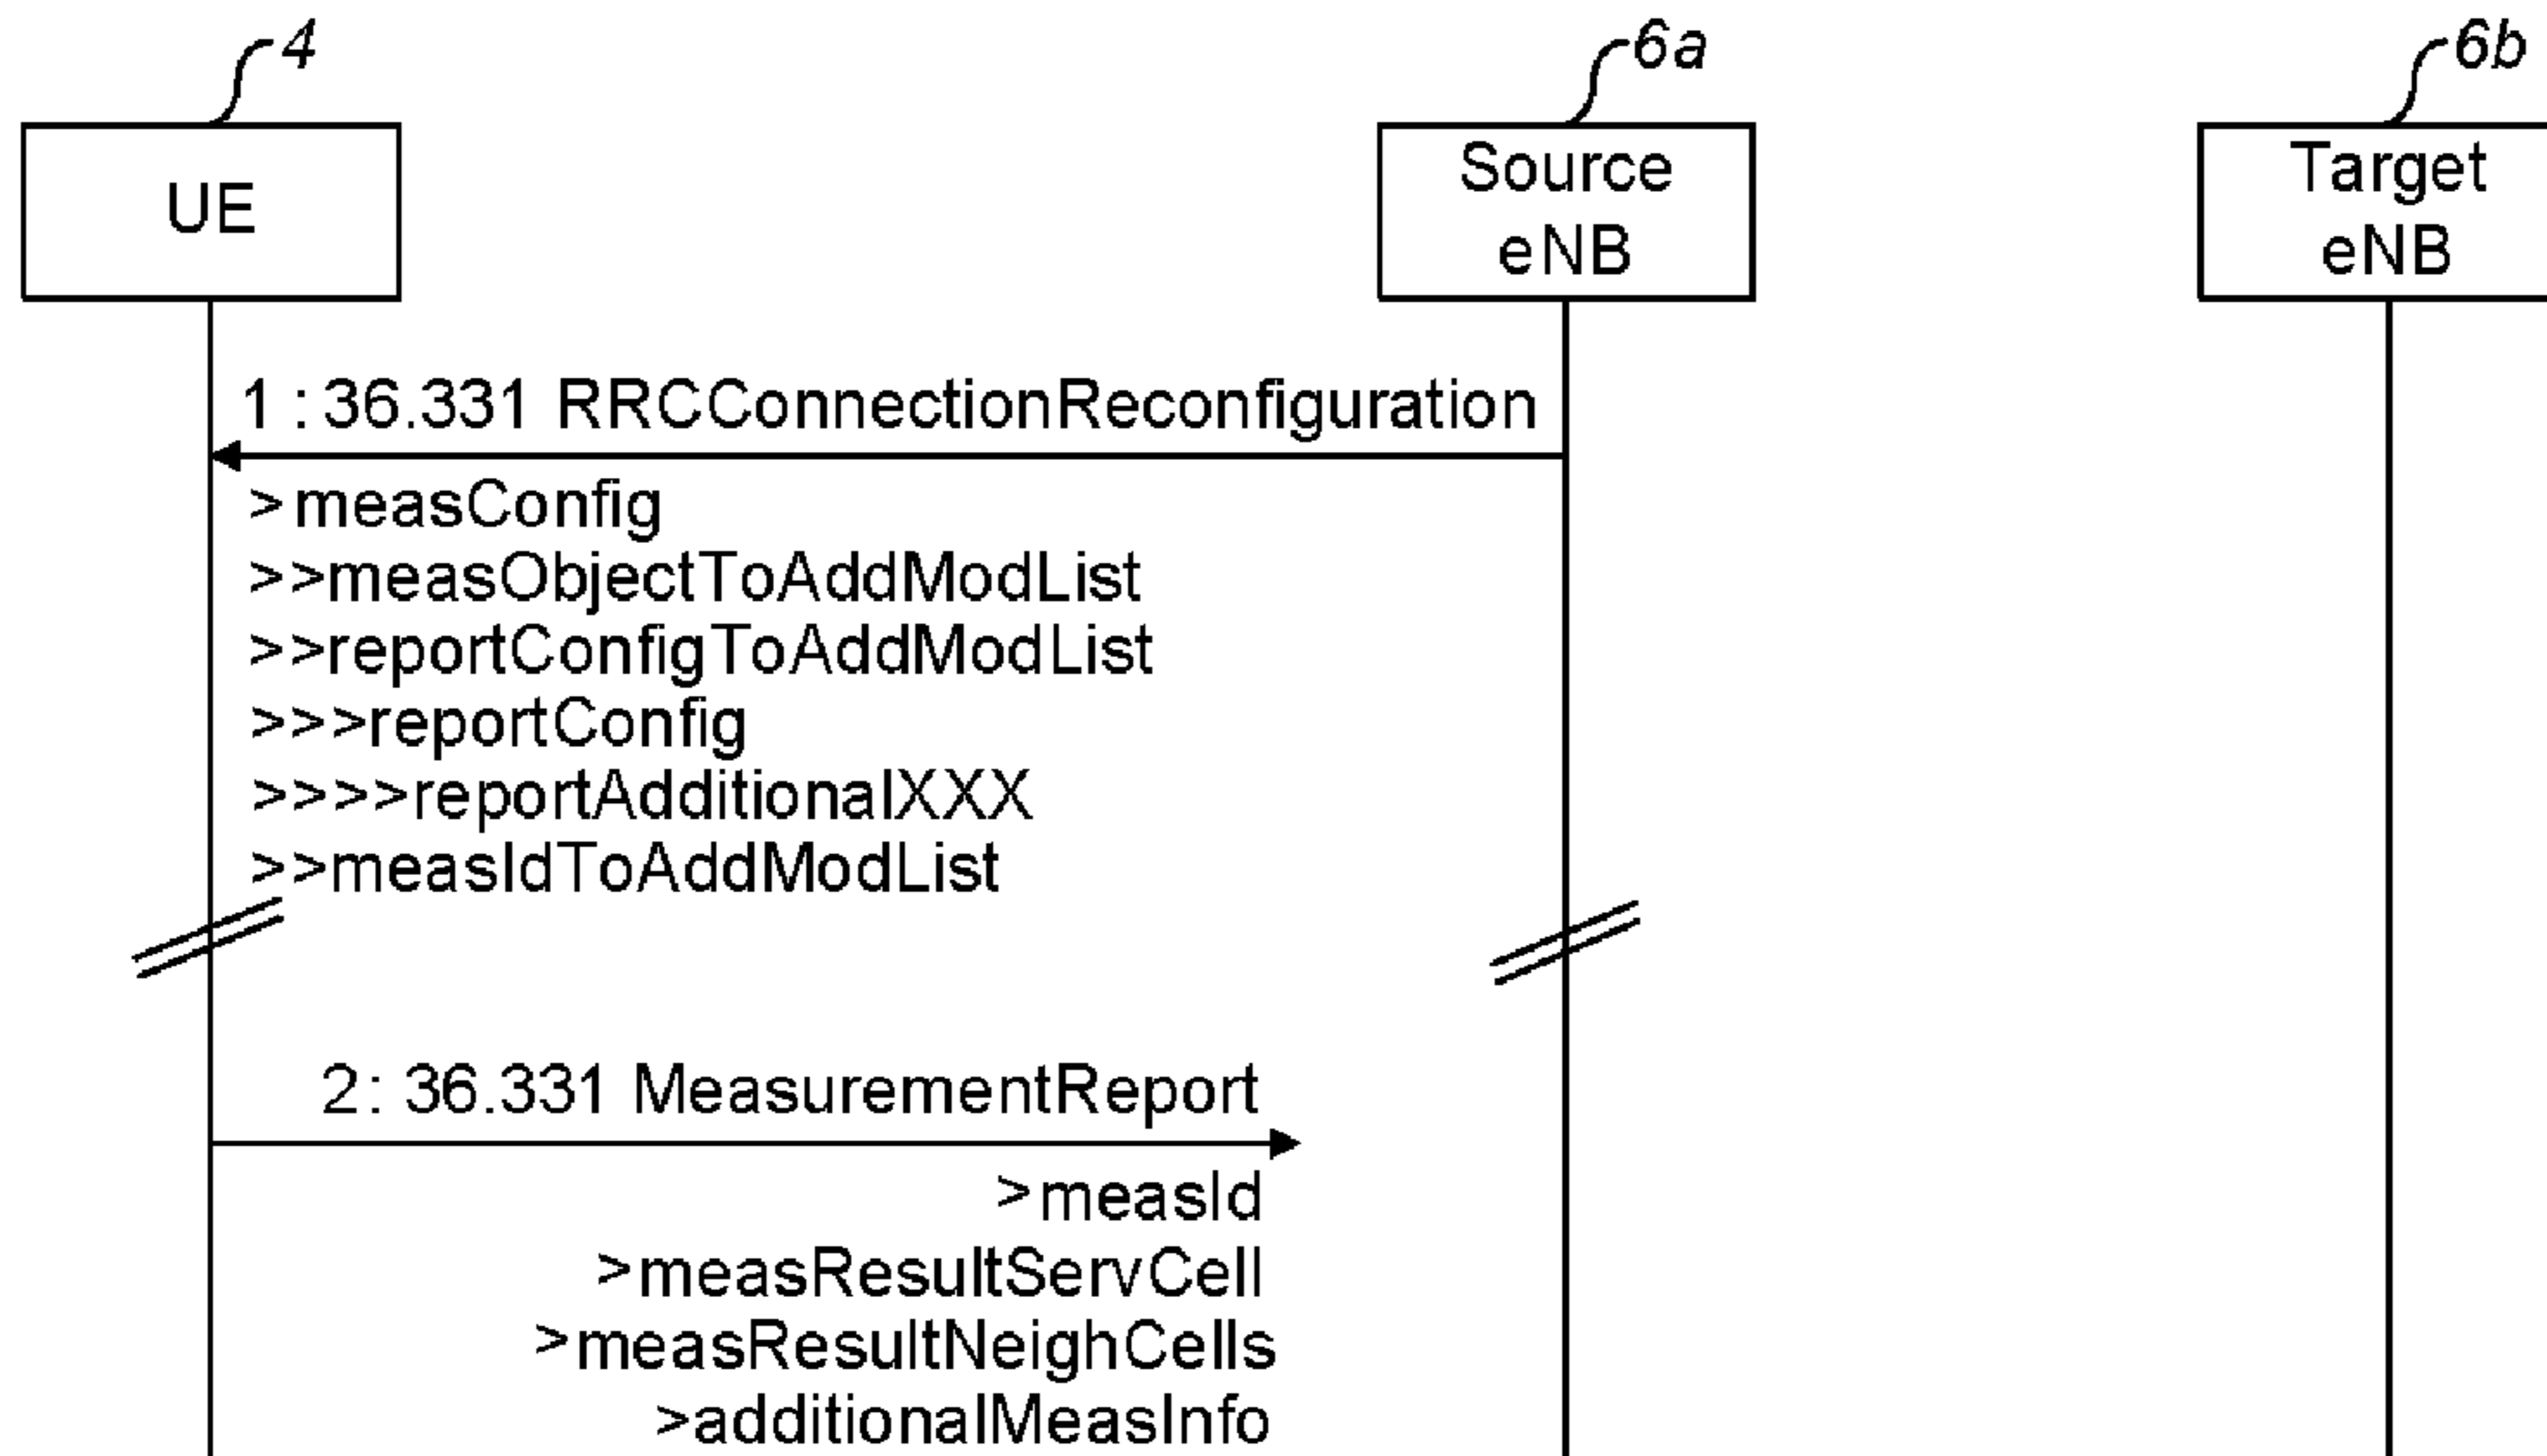 4
6a
6b
UE
Source
eNB
Target
eNB
1 : 36.331 RRCConnectionReconfiguration
>measConfig
>>measObjectToAddModList
>>reportConfigToAddModList
>>>reportConfig
>>>>reportAdditionalXXX
>>measIdToAddModList
2: 36.331 MeasurementReport
>measId
>measResultServCell
>measResultNeighCells
>additionalMeasInfo